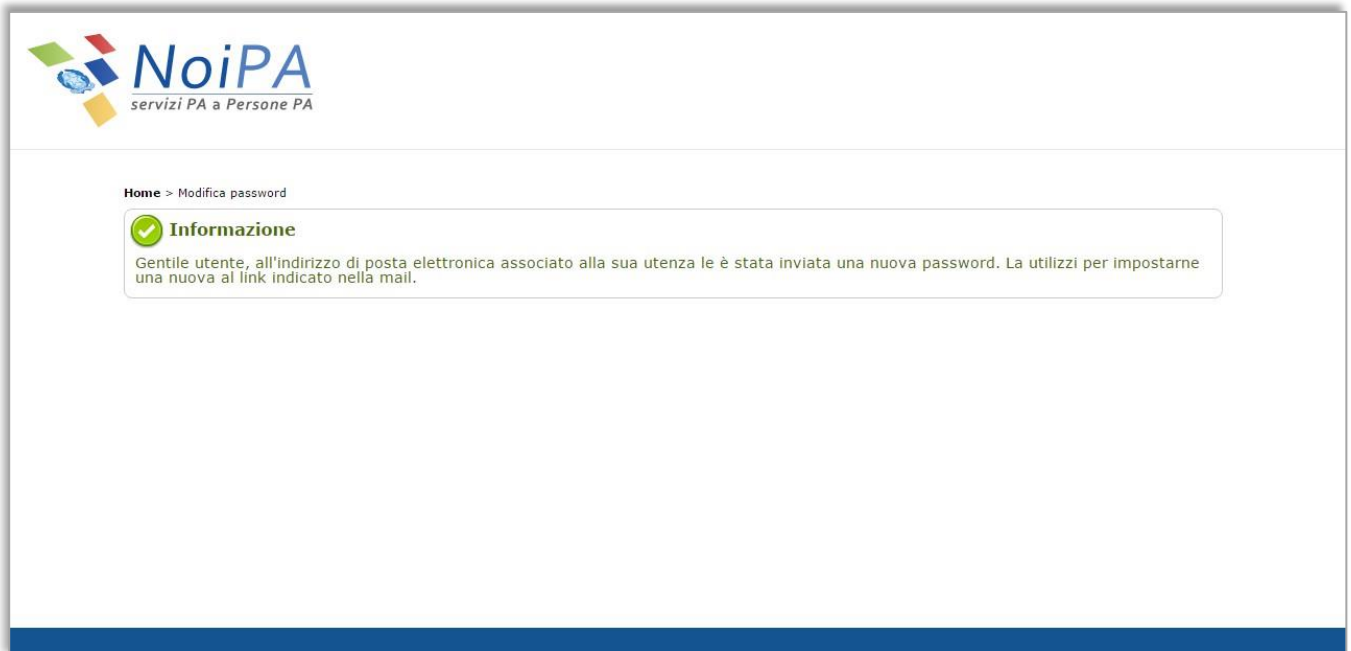 NoiPA
servizi PA a Persone PA
Home > Modifica password
Informazione
Gentile utente, all'indirizzo di posta elettronica associato alla sua utenza le è stata inviata una nuova password. La utilizzi per impostarne
una nuova al link indicato nella mail.